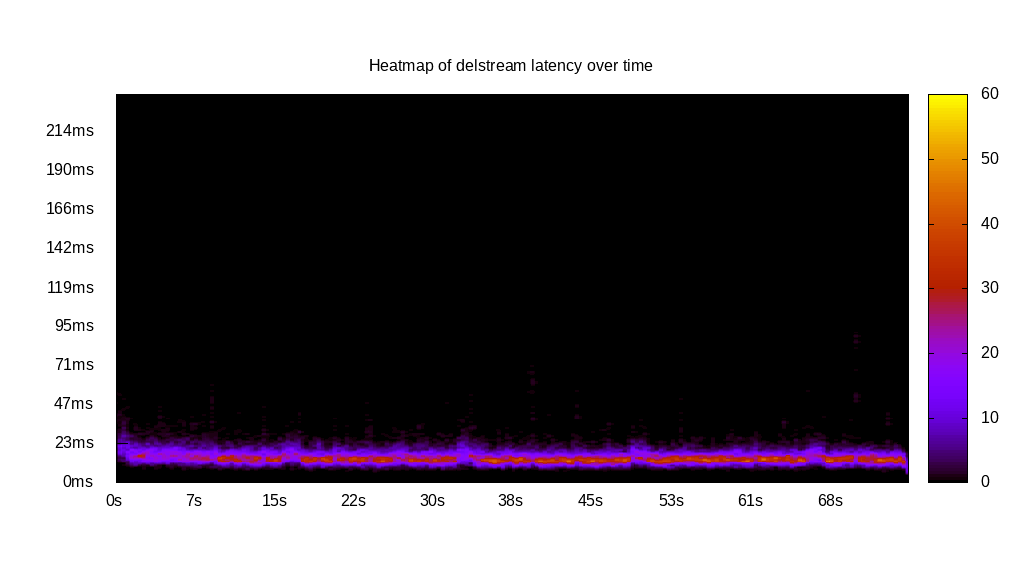 Heatmap of delstream latency over time
214ms
190ms
166ms
142ms
119ms
95ms
71ms
47ms
23ms
0ms
0s 7s 15s 22s 30s 38s 45s 53s 61s 68s
60
50
40
30
20
10
0